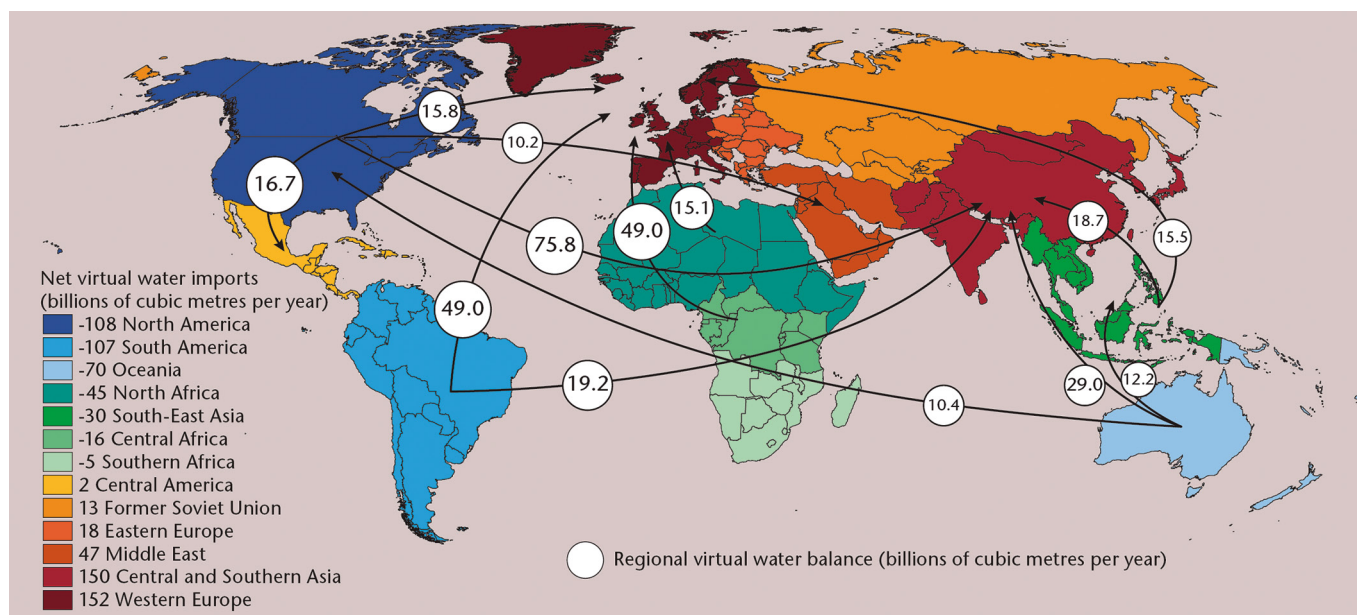 15.8
10.2
16.7
15.1
49.0
75.8
18.7
15.5
Net virtual water imports
(billions of cubic metres per year)
49.0
-108 North America
-107 South America
-70 Oceania
19.2
29.0
12.2
-45 North Africa
10.4
-30 South-East Asia
-16 Central Africa
-5 Southern Africa
2 Central America
13 Former Soviet Union
18 Eastern Europe
47 Middle East
Regional virtual water balance (billions of cubic metres per year)
150 Central and Southern Asia
152 Western Europe